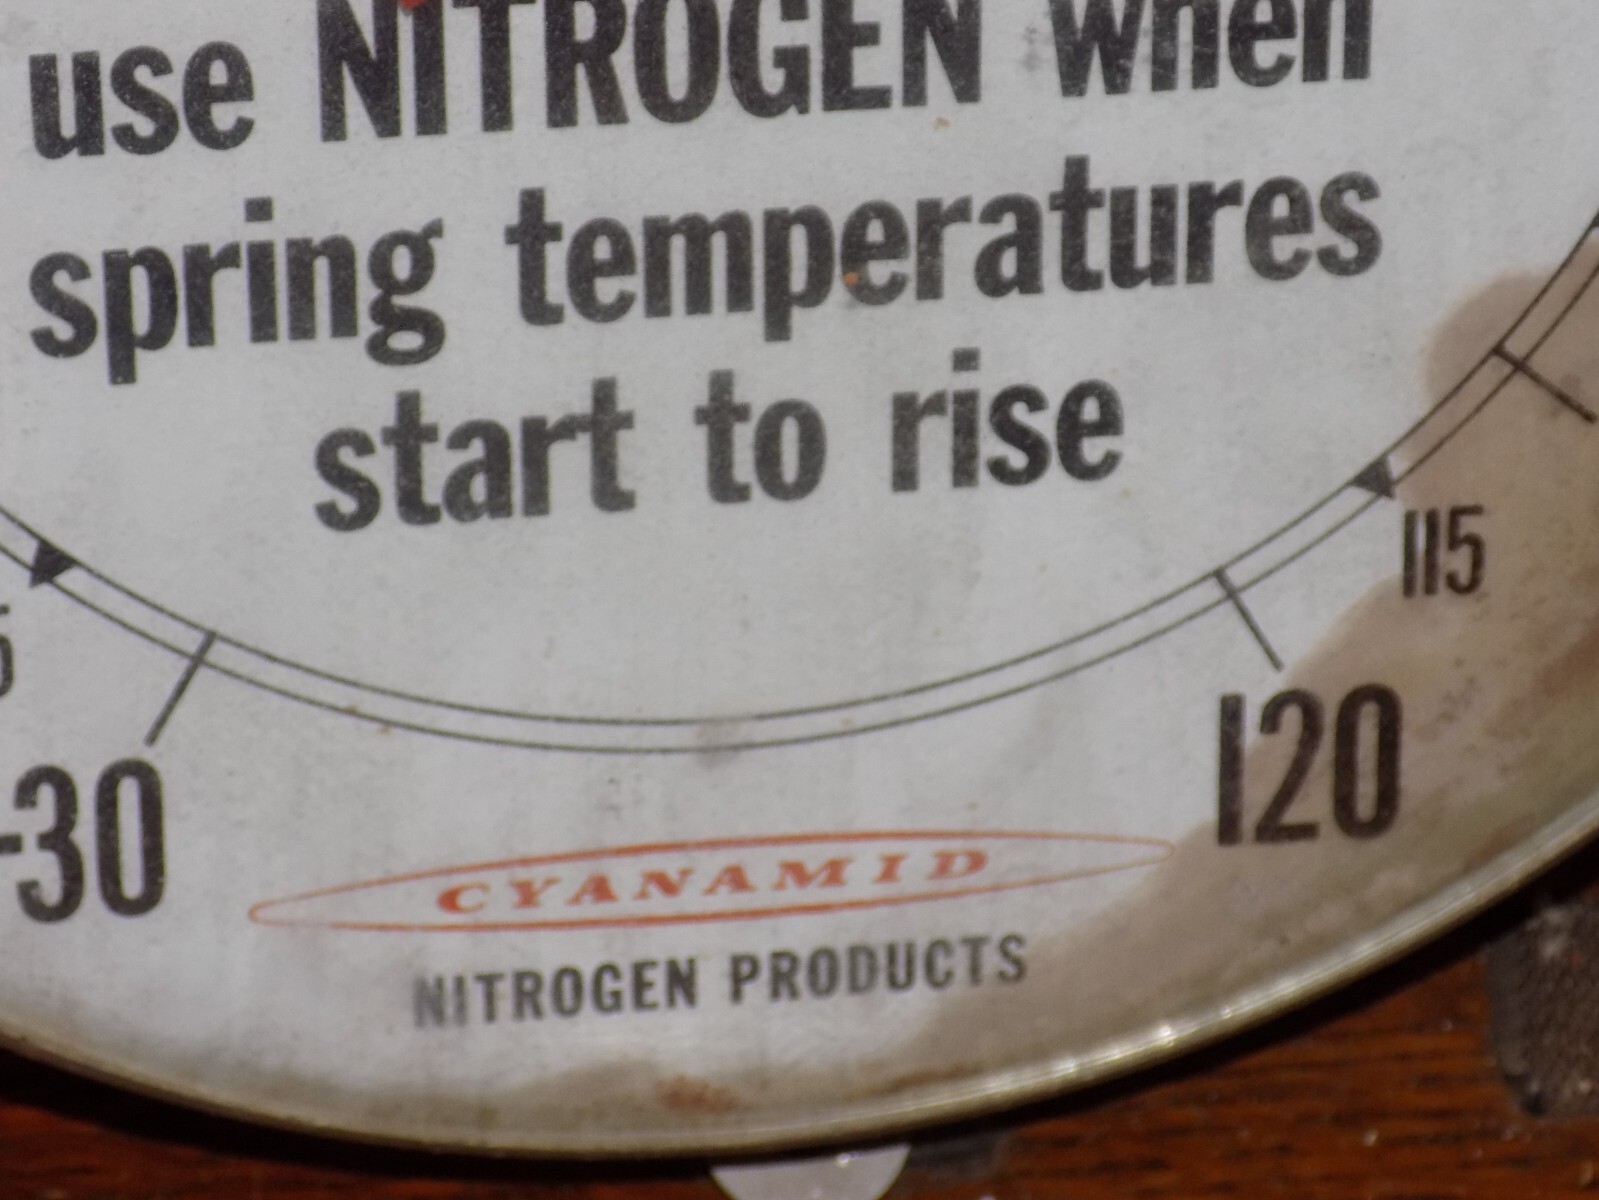 use NITROGEN when
spring temperatures
start to rise
115
120
-30
CYANAMID
NITROGEN PRODUCTS